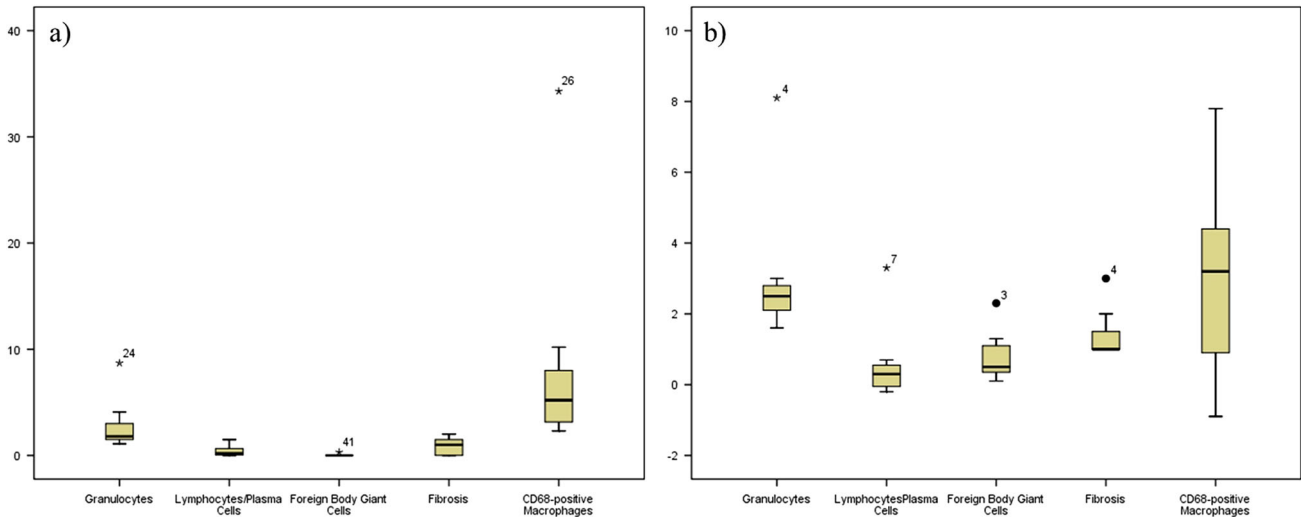 a)
40
30
20
10
0
24
41
26
Granulocytes
Lymphocytes/Plasma
Cells
Foreign Body Giant
Cells
Fibrosis
CD68-positive
Macrophages
b)
10
8
6
4
2
0
-2
4
7
3
4
Granulocytes
LymphocytesPlasma
Cells
Foreign Body Giant
Cells
Fibrosis
CD68-positive
Macrophages